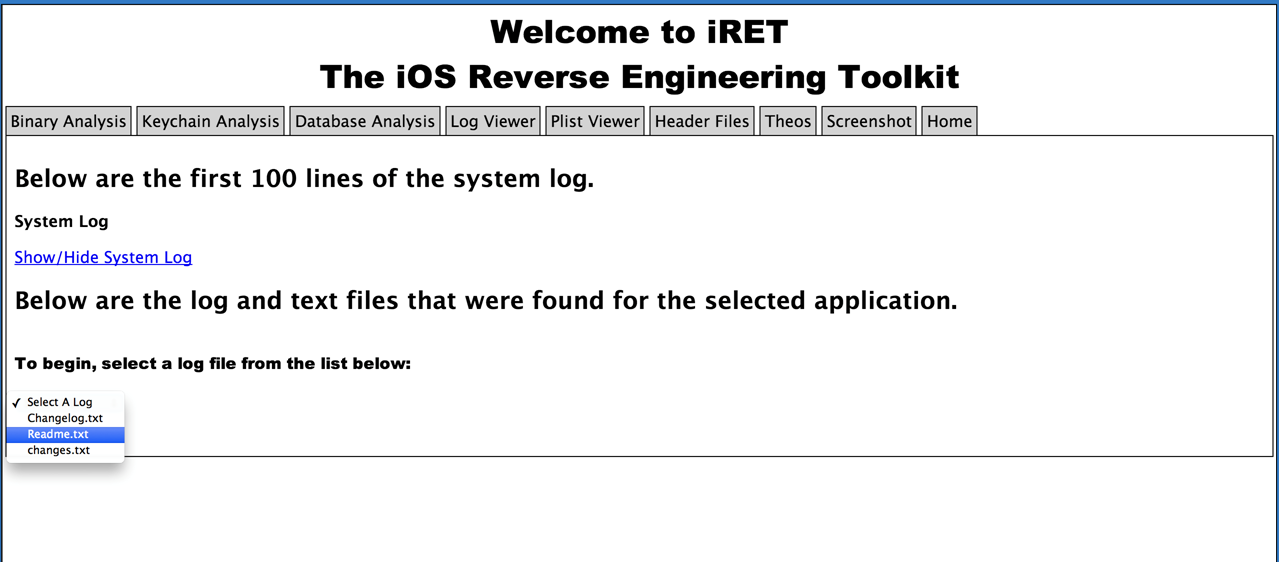 Welcome to iRET
The iOS Reverse Engineering Toolkit
Binary Analysis Keychain Analysis Database Analysis Log Viewer Plist Viewer Header Files Theos Screenshot Home
Below are the first 100 lines of the system log.
System Log
Show/Hide System Log
Below are the log and text files that were found for the selected application.
To begin, select a log file from the list below:
✓ Select A Log
Changelog.txt
Readme.txt
changes.txt